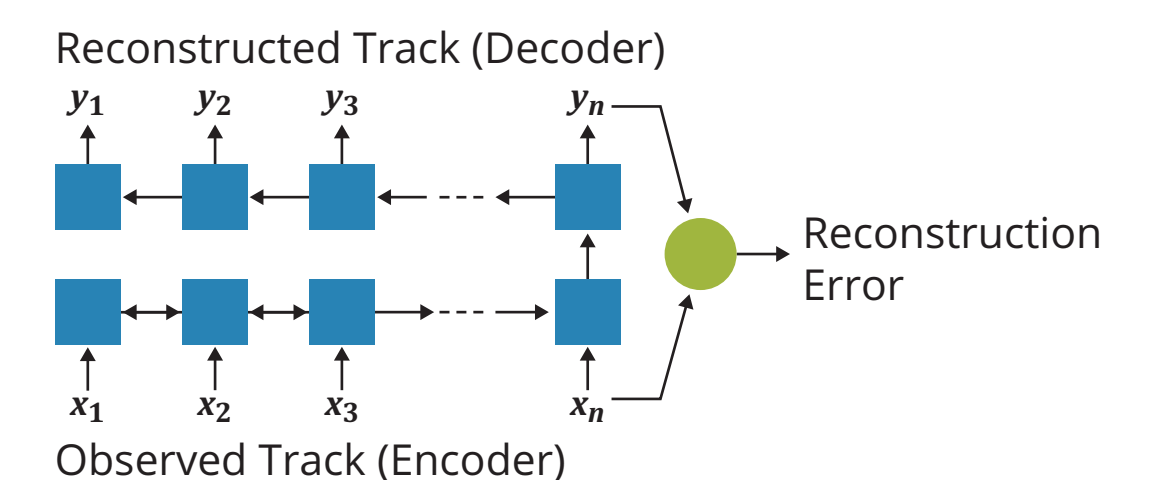 Reconstructed Track (Decoder)
y1 y2 y3 yn
Reconstruction
Error
x1 x2 x3 xn
Observed Track (Encoder)